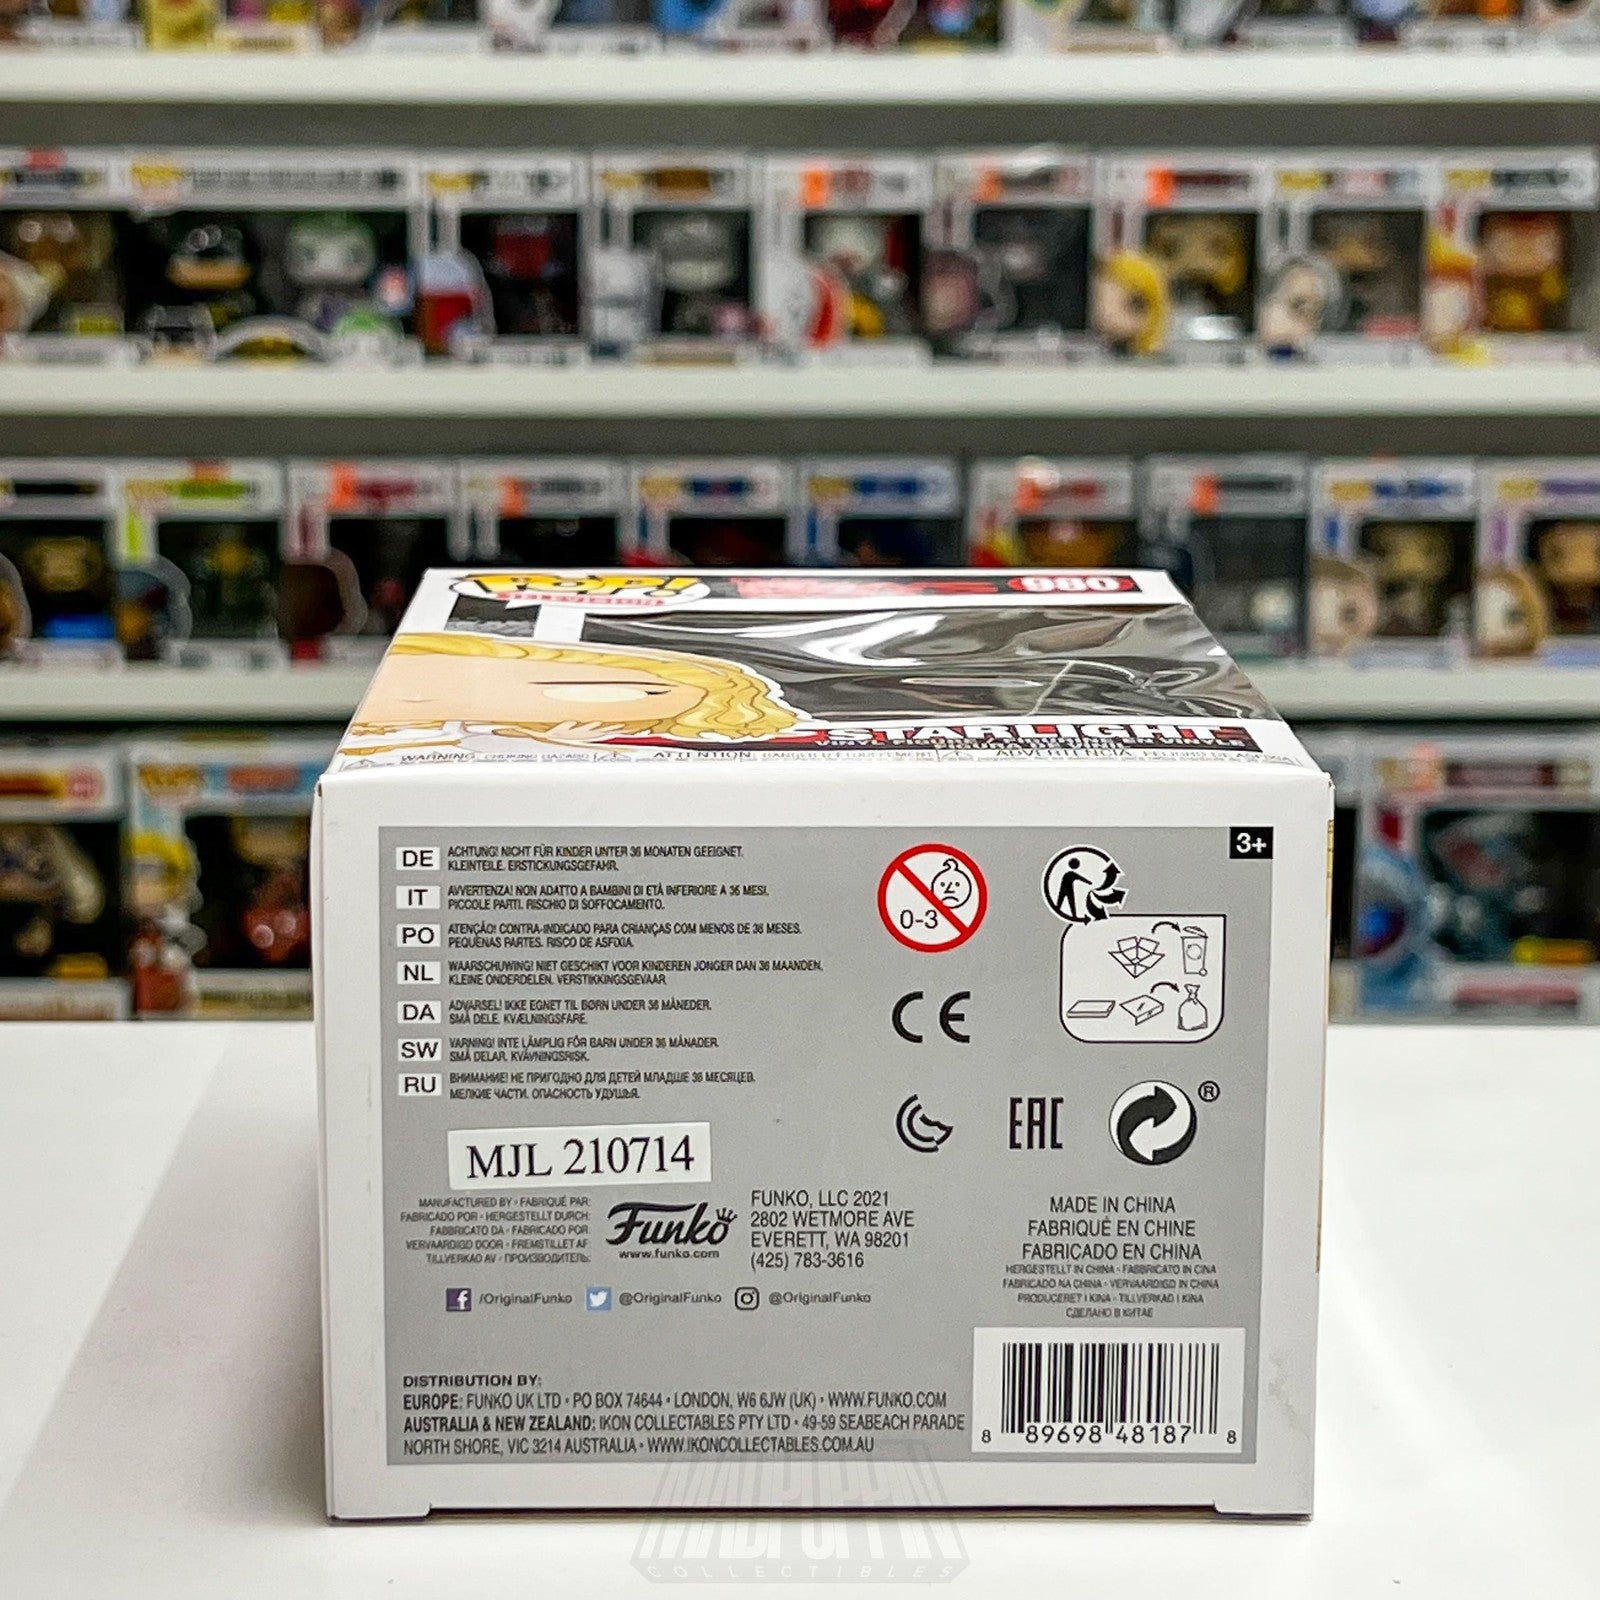 POP!
TELEVISION
980
STARLIGHT
WARNING: CHOKING HAZARD
ATTENTION:
ADVERTENCIA:
3+
DE ACHTUNG! NICHT FÜR KINDER UNTER 36 MONATEN GEEIGNET.
KLEINTEILE. ERSTICKUNGSGEFAHR.
IT AVVERTENZA! NON ADATTO A BAMBINI DI ETÀ INFERIORE A 36 MESI.
PICCOLE PARTI. RISCHIO DI SOFFOCAMENTO.
PO ATENÇÃO! CONTRA-INDICADO PARA CRIANÇAS COM MENOS DE 36 MESES.
PEQUENAS PARTES. RISCO DE ASFIXIA.
NL WAARSCHUWING! NIET GESCHIKT VOOR KINDEREN JONGER DAN 36 MAANDEN.
KLEINE ONDERDELEN. VERSTIKKINGSGEVAAR
DA ADVARSEL! IKKE EGNET TIL BØRN UNDER 36 MÅNEDER.
SMÅ DELE. KVÆLNINGSFARE.
SW VARNING! INTE LÄMPLIG FÖR BARN UNDER 36 MÅNADER.
SMÅ DELAR. KVÄVNINGSRISK.
RU ВНИМАНИЕ! НЕ ПРИГОДНО ДЛЯ ДЕТЕЙ МЛАДШЕ 36 МЕСЯЦЕВ.
МЕЛКИЕ ЧАСТИ. ОПАСНОСТЬ УДУШЬЯ.
0-3
CE
EAC
®
MJL 210714
MANUFACTURED BY • FABRIQUÉ PAR:
FABRICADO POR • HERGESTELLT DURCH:
FABBRICATO DA • FABRICADO POR:
VERVAARDIGD DOOR • FREMSTILLET AF:
TILLVERKAD AV • ПРОИЗВОДИТЕЛЬ:
Funko
www.funko.com
FUNKO, LLC 2021
2802 WETMORE AVE
EVERETT, WA 98201
(425) 783-3616
MADE IN CHINA
FABRIQUÉ EN CHINE
FABRICADO EN CHINA
HERGESTELLT IN CHINA • FABBRICATO IN CINA
FABRICADO NA CHINA • VERVAARDIGD IN CHINA
PRODUCERET I KINA • TILLVERKAD I KINA
СДЕЛАНО В КИТАЕ
/OriginalFunko @OriginalFunko @OriginalFunko
DISTRIBUTION BY:
EUROPE: FUNKO UK LTD • PO BOX 74644 • LONDON, W6 6JW (UK) • WWW.FUNKO.COM
AUSTRALIA & NEW ZEALAND: IKON COLLECTABLES PTY LTD • 49-59 SEABEACH PARADE
NORTH SHORE, VIC 3214 AUSTRALIA • WWW.IKONCOLLECTABLES.COM.AU
8 89698 48187 8
MADPUPPIN
COLLECTIBLES